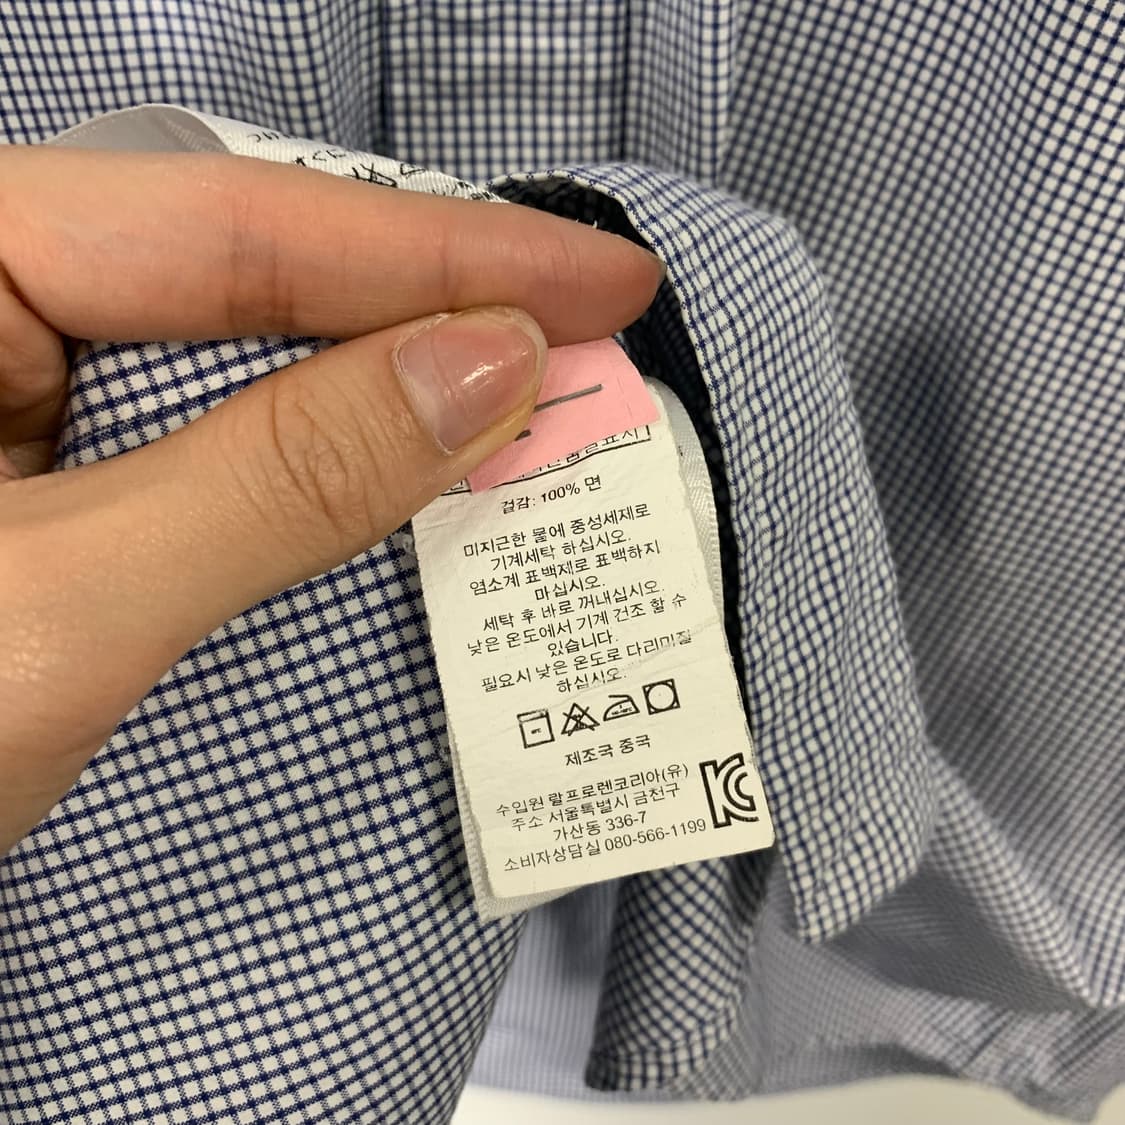 겉감: 100% 면
미지근한 물에 중성세제로
기계세탁 하십시오.
염소계 표백제로 표백하지
마십시오.
세탁 후 바로 꺼내십시오.
낮은 온도에서 기계 건조 할 수
있습니다.
필요시 낮은 온도로 다리미질
하십시오.
제조국 중국
수입원 랄프로렌코리아(유)
주소 서울특별시 금천구
가산동 336-7
소비자상담실 080-566-1199
KC